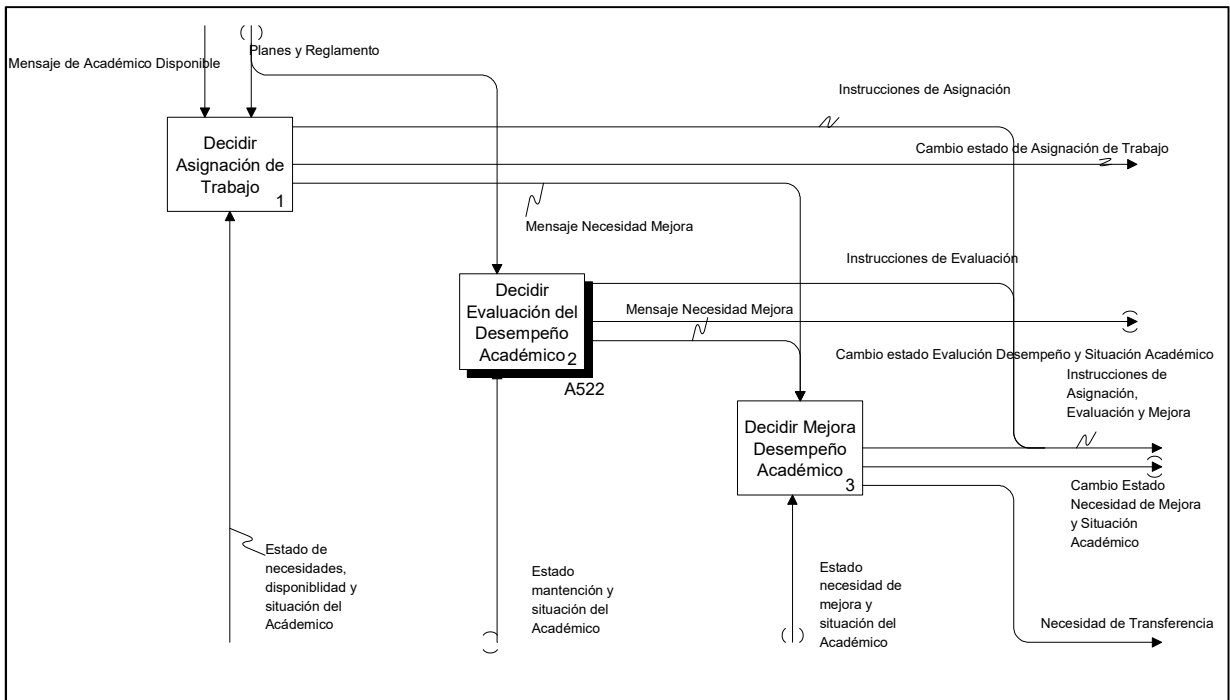 Planes y Reglamento
Mensaje de Académico Disponible
Instrucciones de Asignación
Decidir
Asignación de
Trabajo
1
Cambio estado de Asignación de Trabajo
Mensaje Necesidad Mejora
Instrucciones de Evaluación
Decidir
Evaluación del
Desempeño
Académico
2
A522
Mensaje Necesidad Mejora
Cambio estado Evalución Desempeño y Situación Académico
Instrucciones de
Asignación,
Evaluación y Mejora
Decidir Mejora
Desempeño
Académico
3
Cambio Estado
Necesidad de Mejora
y Situación
Académico
Estado de
necesidades,
disponiblidad y
situación del
Acádemico
Estado
mantención y
situación del
Académico
Estado
necesidad de
mejora y
situación del
Académico
Necesidad de Transferencia